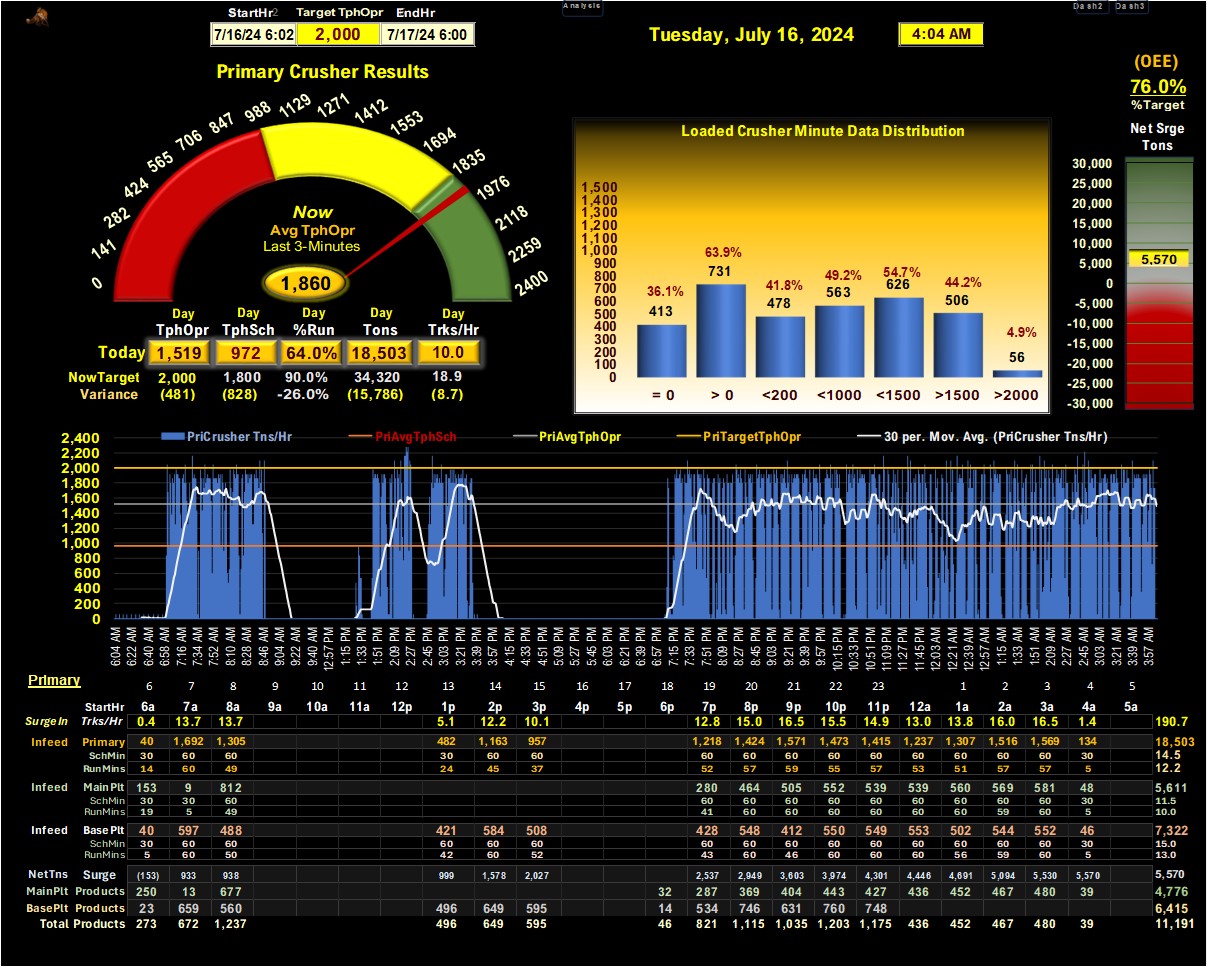 Analysis
Dash2 Dash3
StartHr2 Target TphOpr EndHr
7/16/24 6:02 2,000 7/17/24 6:00
Tuesday, July 16, 2024 4:04 AM
(OEE)
76.0%
%Target
Net Srge
Tons
Primary Crusher Results
0 141 282 424 565 706 847 988 1129 1271 1412 1553 1694 1835 1976 2118 2259 2400
Now
Avg TphOpr
Last 3-Minutes
1,860
Day Day Day Day Day
TphOpr TphSch %Run Tons Trks/Hr
Today 1,519 972 64.0% 18,503 10.0
NowTarget 2,000 1,800 90.0% 34,320 18.9
Variance (481) (828) -26.0% (15,786) (8.7)
Loaded Crusher Minute Data Distribution
1,500
1,400
1,300
1,200
1,100
1,000
900
800
700
600
500
400
300
200
100
0
36.1% 63.9% 41.8% 49.2% 54.7% 44.2% 4.9%
413 731 478 563 626 506 56
= 0 > 0 <200 <1000 <1500 >1500 >2000
30,000
25,000
20,000
15,000
10,000
5,000
0
-5,000
-10,000
-15,000
-20,000
-25,000
-30,000
5,570
PriCrusher Tns/Hr PriAvgTphSch PriAvgTphOpr PriTargetTphOpr 30 per. Mov. Avg. (PriCrusher Tns/Hr)
2,400
2,200
2,000
1,800
1,600
1,400
1,200
1,000
800
600
400
200
0
6:04 AM 6:22 AM 6:40 AM 6:58 AM 7:16 AM 7:34 AM 7:52 AM 8:10 AM 8:28 AM 8:46 AM 9:04 AM 9:22 AM 9:40 AM 12:57 PM 1:15 PM 1:33 PM 1:51 PM 2:09 PM 2:27 PM 2:45 PM 3:03 PM 3:21 PM 3:39 PM 3:57 PM 4:15 PM 4:33 PM 4:51 PM 5:09 PM 5:27 PM 5:45 PM 6:03 PM 6:21 PM 6:39 PM 6:57 PM 7:15 PM 7:33 PM 7:51 PM 8:09 PM 8:27 PM 8:45 PM 9:03 PM 9:21 PM 9:39 PM 9:57 PM 10:15 PM 10:33 PM 10:51 PM 11:09 PM 11:27 PM 11:45 PM 12:03 AM 12:21 AM 12:39 AM 12:57 AM 1:15 AM 1:33 AM 1:51 AM 2:09 AM 2:27 AM 2:45 AM 3:03 AM 3:21 AM 3:39 AM 3:57 AM
Primary
6 7 8 9 10 11 12 13 14 15 16 17 18 19 20 21 22 23 1 2 3 4 5
StartHr 6a 7a 8a 9a 10a 11a 12p 1p 2p 3p 4p 5p 6p 7p 8p 9p 10p 11p 12a 1a 2a 3a 4a 5a
SurgeIn Trks/Hr 0.4 13.7 13.7 5.1 12.2 10.1 12.8 15.0 16.5 15.5 14.9 13.0 13.8 16.0 16.5 1.4 190.7
Infeed Primary 40 1,692 1,305 482 1,163 957 1,218 1,424 1,571 1,473 1,415 1,237 1,307 1,516 1,569 134 18,503
SchMin 30 60 60 30 60 60 60 60 60 60 60 60 60 60 60 30 14.5
RunMins 14 60 49 24 45 37 52 57 59 55 57 53 51 57 57 5 12.2
Infeed MainPlt 153 9 812 280 464 505 552 539 539 560 569 581 48 5,611
SchMin 30 30 60 60 60 60 60 60 60 60 60 60 30 11.5
RunMins 19 5 49 41 60 60 60 60 60 60 59 60 5 10.0
Infeed BasePlt 40 597 488 421 584 508 428 548 412 550 549 553 502 544 552 46 7,322
SchMin 30 60 60 60 60 60 60 60 60 60 60 60 60 60 60 30 15.0
RunMins 5 60 50 42 60 52 43 60 46 60 60 60 56 59 60 5 13.0
NetTns Surge (153) 933 938 999 1,578 2,027 2,537 2,949 3,603 3,974 4,301 4,446 4,691 5,094 5,530 5,570 5,570
MainPlt Products 250 13 677 32 287 369 404 443 427 436 452 467 480 39 4,776
BasePlt Products 23 659 560 496 649 595 14 534 746 631 760 748 6,415
Total Products 273 672 1,237 496 649 595 46 821 1,115 1,035 1,203 1,175 436 452 467 480 39 11,191